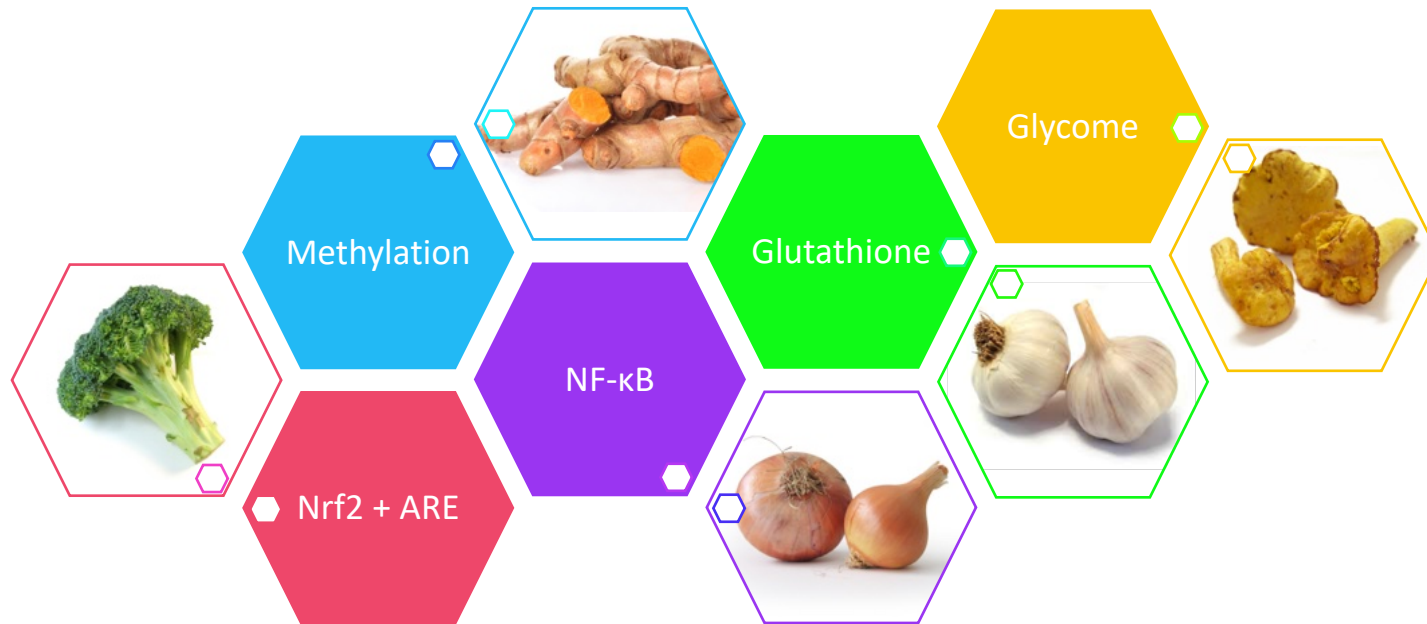 Glycome
Methylation
Glutathione
NF-κB
Nrf2 + ARE